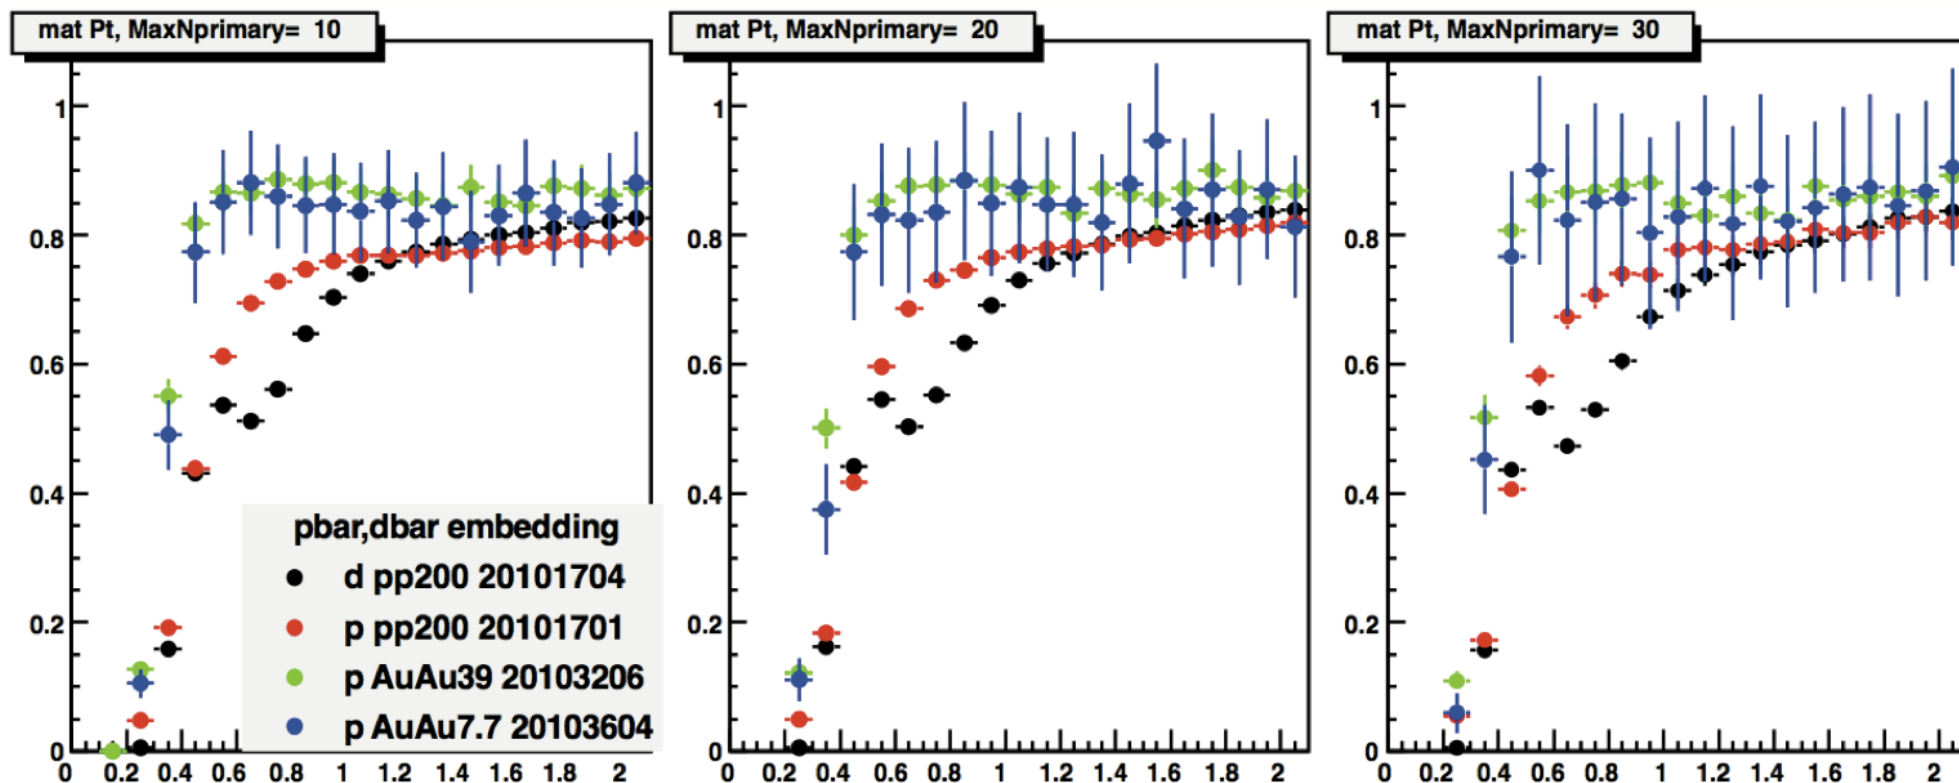 mat Pt, MaxNprimary= 10
1
0.8
0.6
0.4
0.2
0
0 0.2 0.4 0.6 0.8 1 1.2 1.4 1.6 1.8 2
pbar,dbar embedding
d pp200 20101704
p pp200 20101701
p AuAu39 20103206
p AuAu7.7 20103604
mat Pt, MaxNprimary= 20
1
0.8
0.6
0.4
0.2
0
0 0.2 0.4 0.6 0.8 1 1.2 1.4 1.6 1.8 2
mat Pt, MaxNprimary= 30
1
0.8
0.6
0.4
0.2
0
0 0.2 0.4 0.6 0.8 1 1.2 1.4 1.6 1.8 2